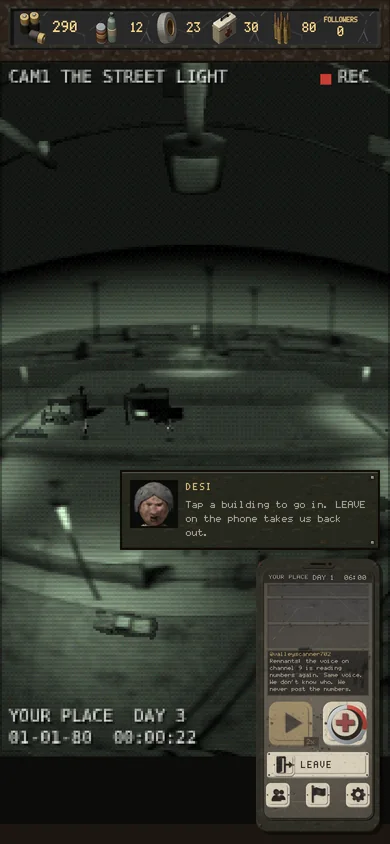 290 12 23 30 80 FOLLOWERS 0
CAM1 THE STREET LIGHT REC
DESI
Tap a building to go in. LEAVE
on the phone takes us back
out.
YOUR PLACE DAY 1 06:00
@valleyscanner702
Remnants: the voice on
channel 9 is reading
numbers again. Same voice.
We don't know who. We
never post the numbers.
LEAVE
YOUR PLACE DAY 3
01-01-80 00:00:22